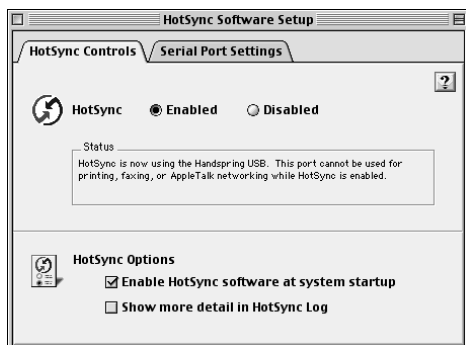 HotSync Software Setup
HotSync Controls
Serial Port Settings
?
HotSync
Enabled
Disabled
Status
HotSync is now using the Handspring USB. This port cannot be used for
printing, faxing, or AppleTalk networking while HotSync is enabled.
HotSync Options
Enable HotSync software at system startup
Show more detail in HotSync Log